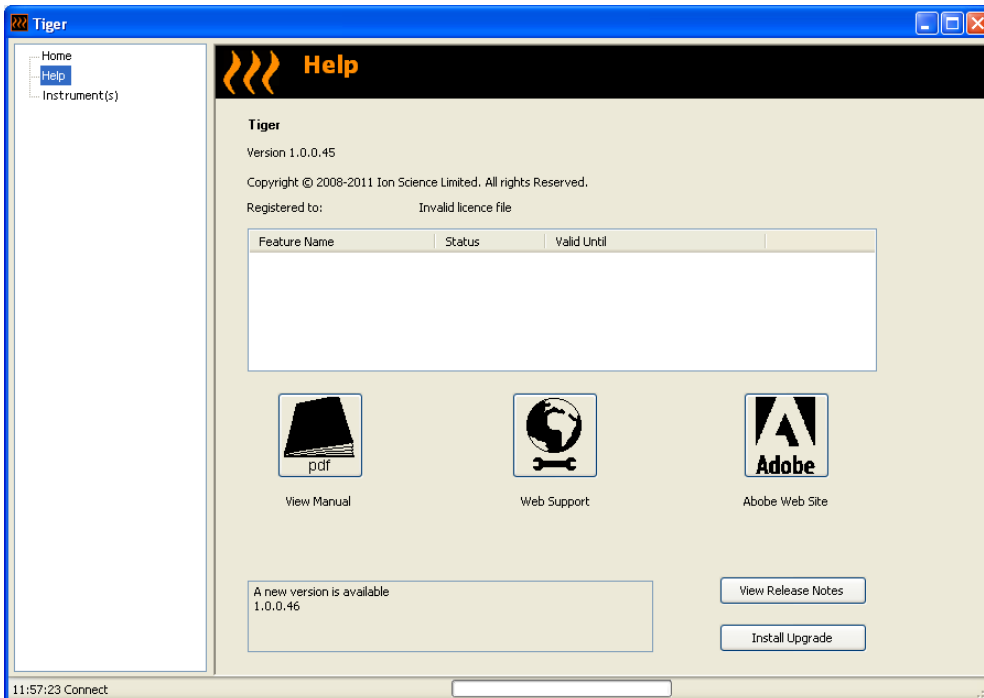 Tiger
Home
Help
Instrument(s)
Help
Tiger
Version 1.0.0.45
Copyright © 2008-2011 Ion Science Limited. All rights Reserved.
Registered to: Invalid licence file
Feature Name Status Valid Until
pdf
Adobe
View Manual Web Support Abobe Web Site
A new version is available
1.0.0.46
View Release Notes
Install Upgrade
11:57:23 Connect